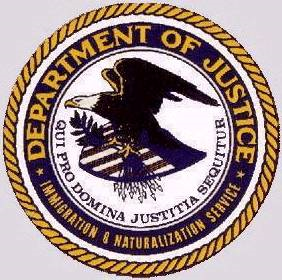 DEPARTMENT OF JUSTICE
QUI PRO DOMINA JUSTITIA SEQUITUR
IMMIGRATION & NATURALIZATION SERVICE